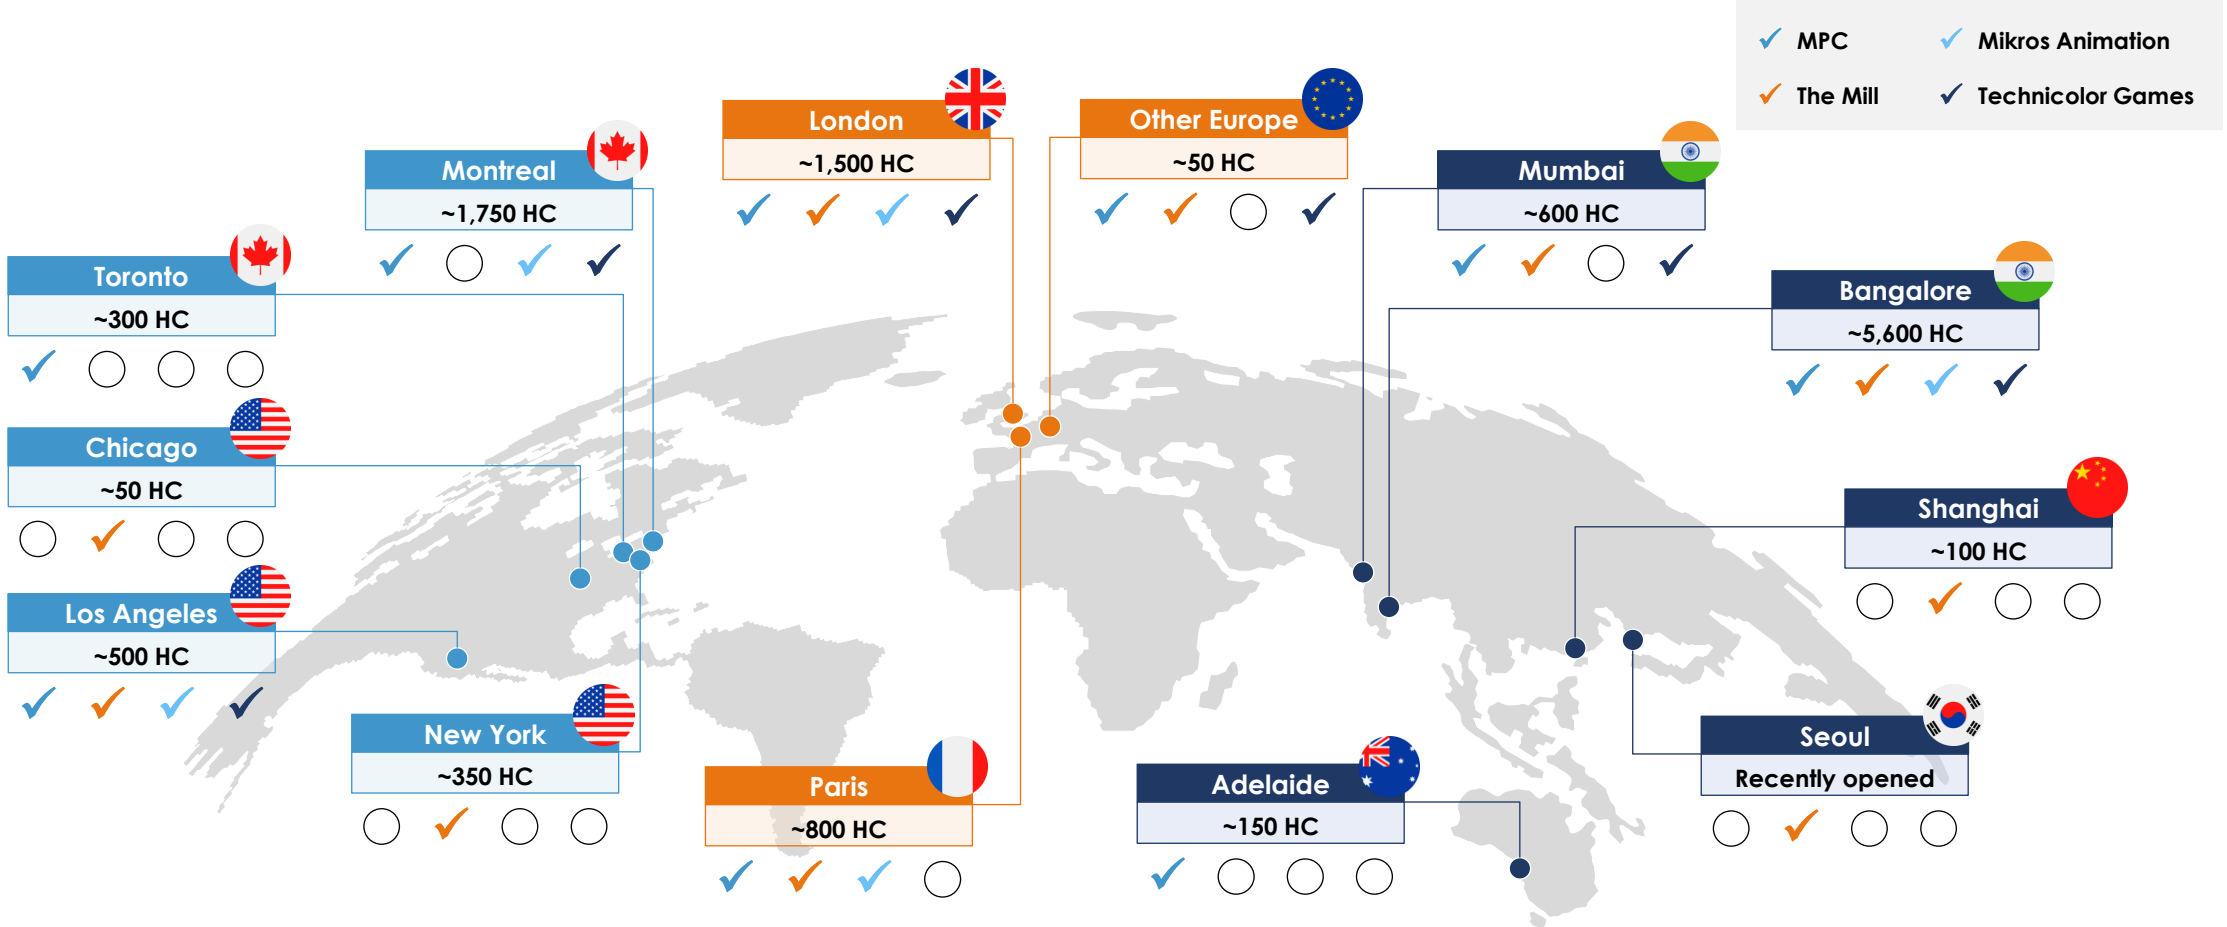 MPC
Mikros Animation
The Mill
Technicolor Games
London
~1,500 HC
Other Europe
~50 HC
Montreal
~1,750 HC
Mumbai
~600 HC
Toronto
~300 HC
Bangalore
~5,600 HC
Chicago
~50 HC
Shanghai
~100 HC
Los Angeles
~500 HC
New York
~350 HC
Paris
~800 HC
Adelaide
~150 HC
Seoul
Recently opened